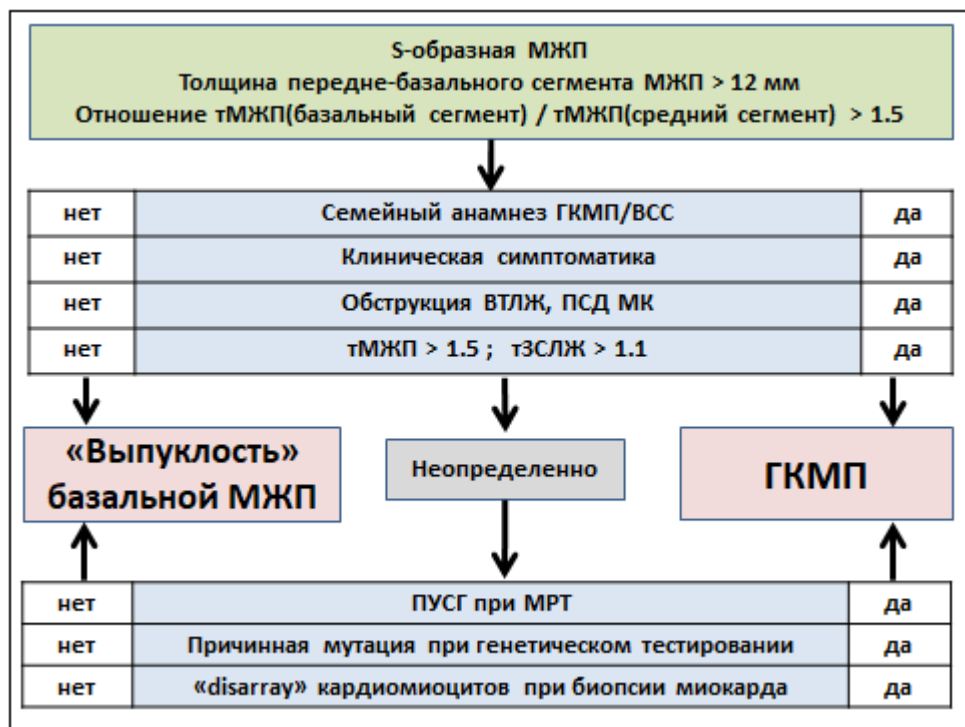 S-образная МЖП
Толщина передне-базального сегмента МЖП > 12 мм
Отношение тМЖП(базальный сегмент) / тМЖП(средний сегмент) > 1.5
нет Семейный анамнез ГКМП/ВСС да
нет Клиническая симптоматика да
нет Обструкция ВТЛЖ, ПСД МК да
нет тМЖП > 1.5 ; тЗСЛЖ > 1.1 да
«Выпуклость»
базальной МЖП
Неопределенно
ГКМП
нет ПУСГ при МРТ да
нет Причинная мутация при генетическом тестировании да
нет «disarray» кардиомиоцитов при биопсии миокарда да